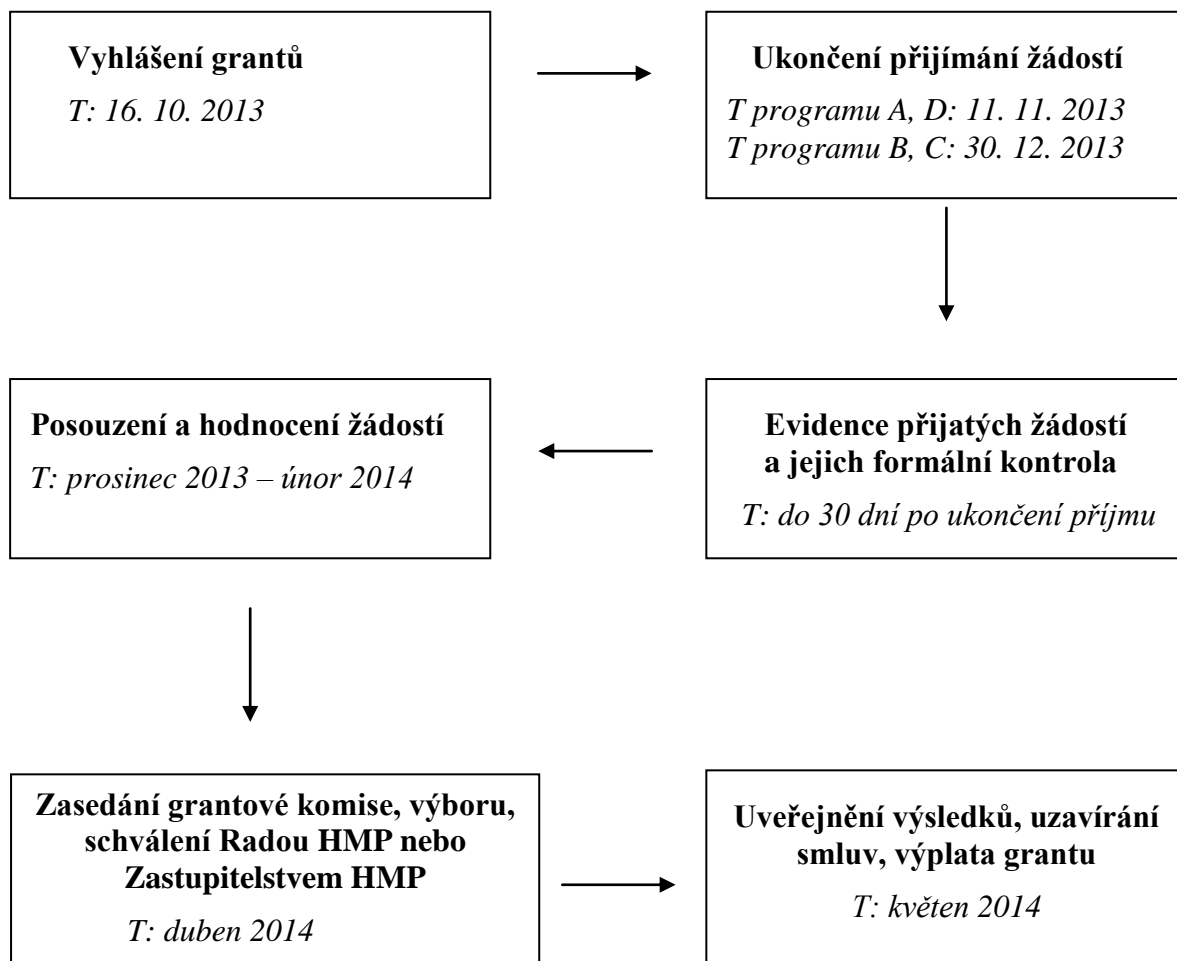 Vyhlášení grantů
T: 16. 10. 2013
Ukončení přijímání žádostí
T programu A, D: 11. 11. 2013
T programu B, C: 30. 12. 2013
Evidence přijatých žádostí
a jejich formální kontrola
T: do 30 dní po ukončení příjmu
Posouzení a hodnocení žádostí
T: prosinec 2013 – únor 2014
Zasedání grantové komise, výboru,
schválení Radou HMP nebo
Zastupitelstvem HMP
T: duben 2014
Uveřejnění výsledků, uzavírání
smluv, výplata grantu
T: květen 2014